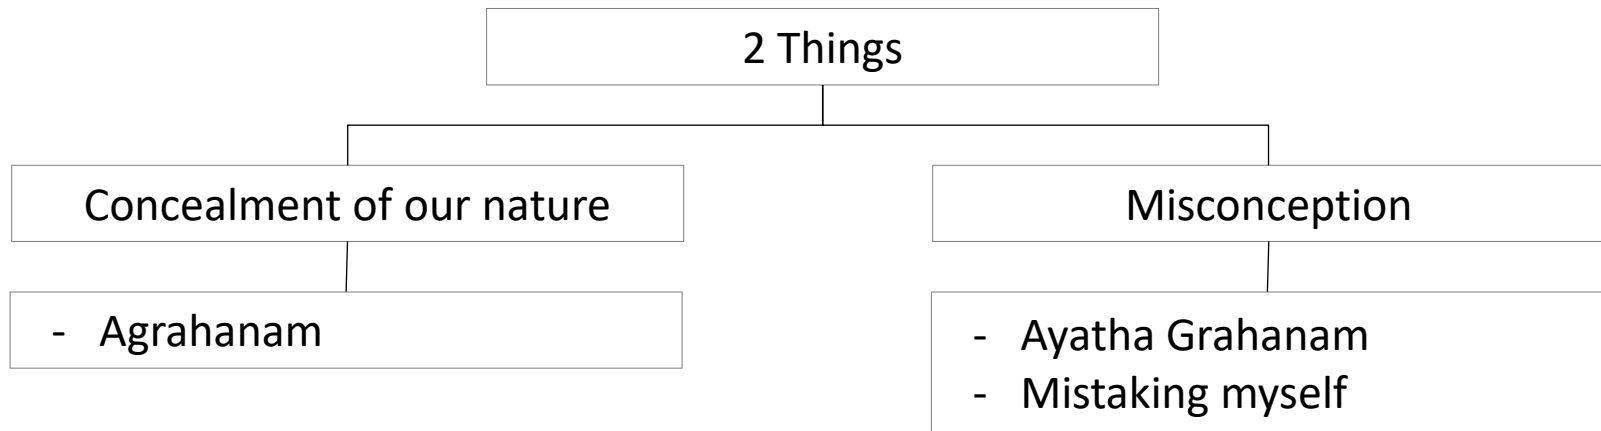 2 Things
Concealment of our nature
Misconception
- Agrahanam
- Ayatha Grahanam
- Mistaking myself